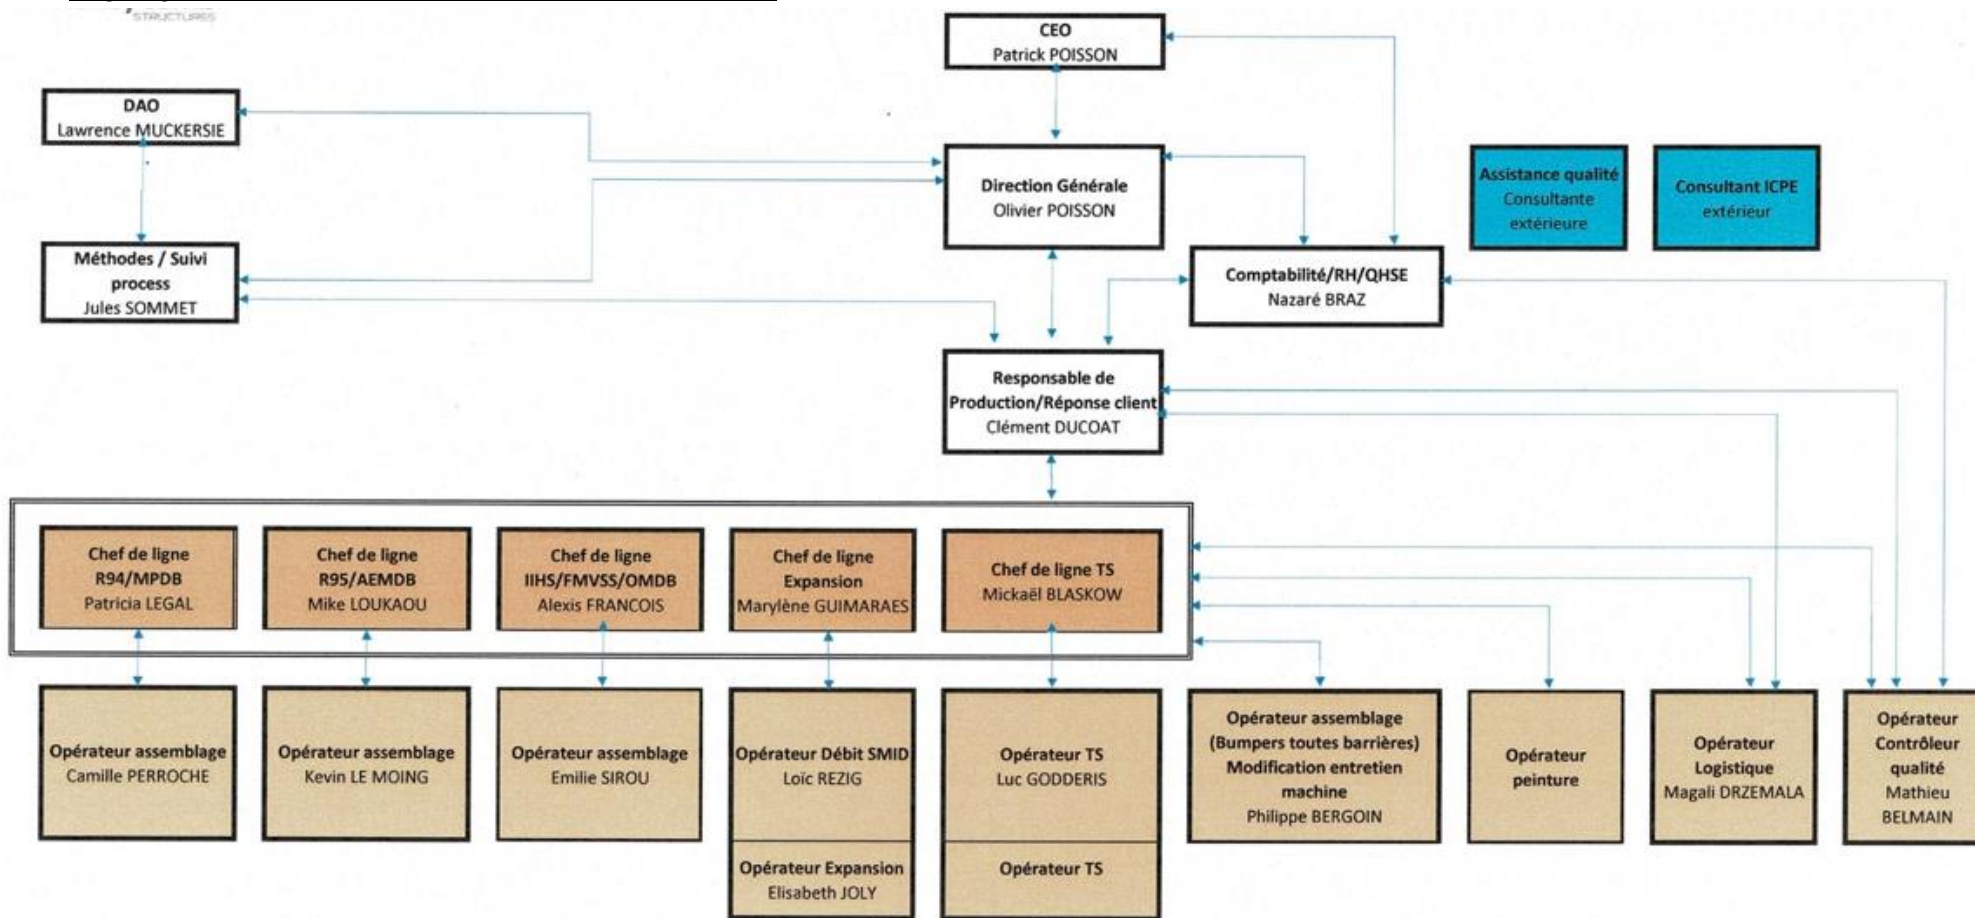 STRUCTURES
CEO
Patrick POISSON
DAO
Lawrence MUCKERSIE
Direction Générale
Olivier POISSON
Assistance qualité
Consultante
extérieure
Consultant ICPE
extérieur
Méthodes / Suivi
process
Jules SOMMET
Comptabilité/RH/QHSE
Nazaré BRAZ
Responsable de
Production/Réponse client
Clément DUCOAT
Chef de ligne
R94/MPDB
Patricia LEGAL
Chef de ligne
R95/AEMDB
Mike LOUKAOU
Chef de ligne
IIHS/FMVSS/OMDB
Alexis FRANCOIS
Chef de ligne
Expansion
Marylène GUIMARAES
Chef de ligne TS
Mickaël BLASKOW
Opérateur assemblage
Camille PERROCHE
Opérateur assemblage
Kevin LE MOING
Opérateur assemblage
Emilie SIROU
Opérateur Débit SMID
Loïc REZIG
Opérateur Expansion
Elisabeth JOLY
Opérateur TS
Luc GODDERIS
Opérateur TS
Opérateur assemblage
(Bumpers toutes barrières)
Modification entretien
machine
Philippe BERGOIN
Opérateur
peinture
Opérateur
Logistique
Magali DRZEMALA
Opérateur
Contrôleur
qualité
Mathieu
BELMAIN